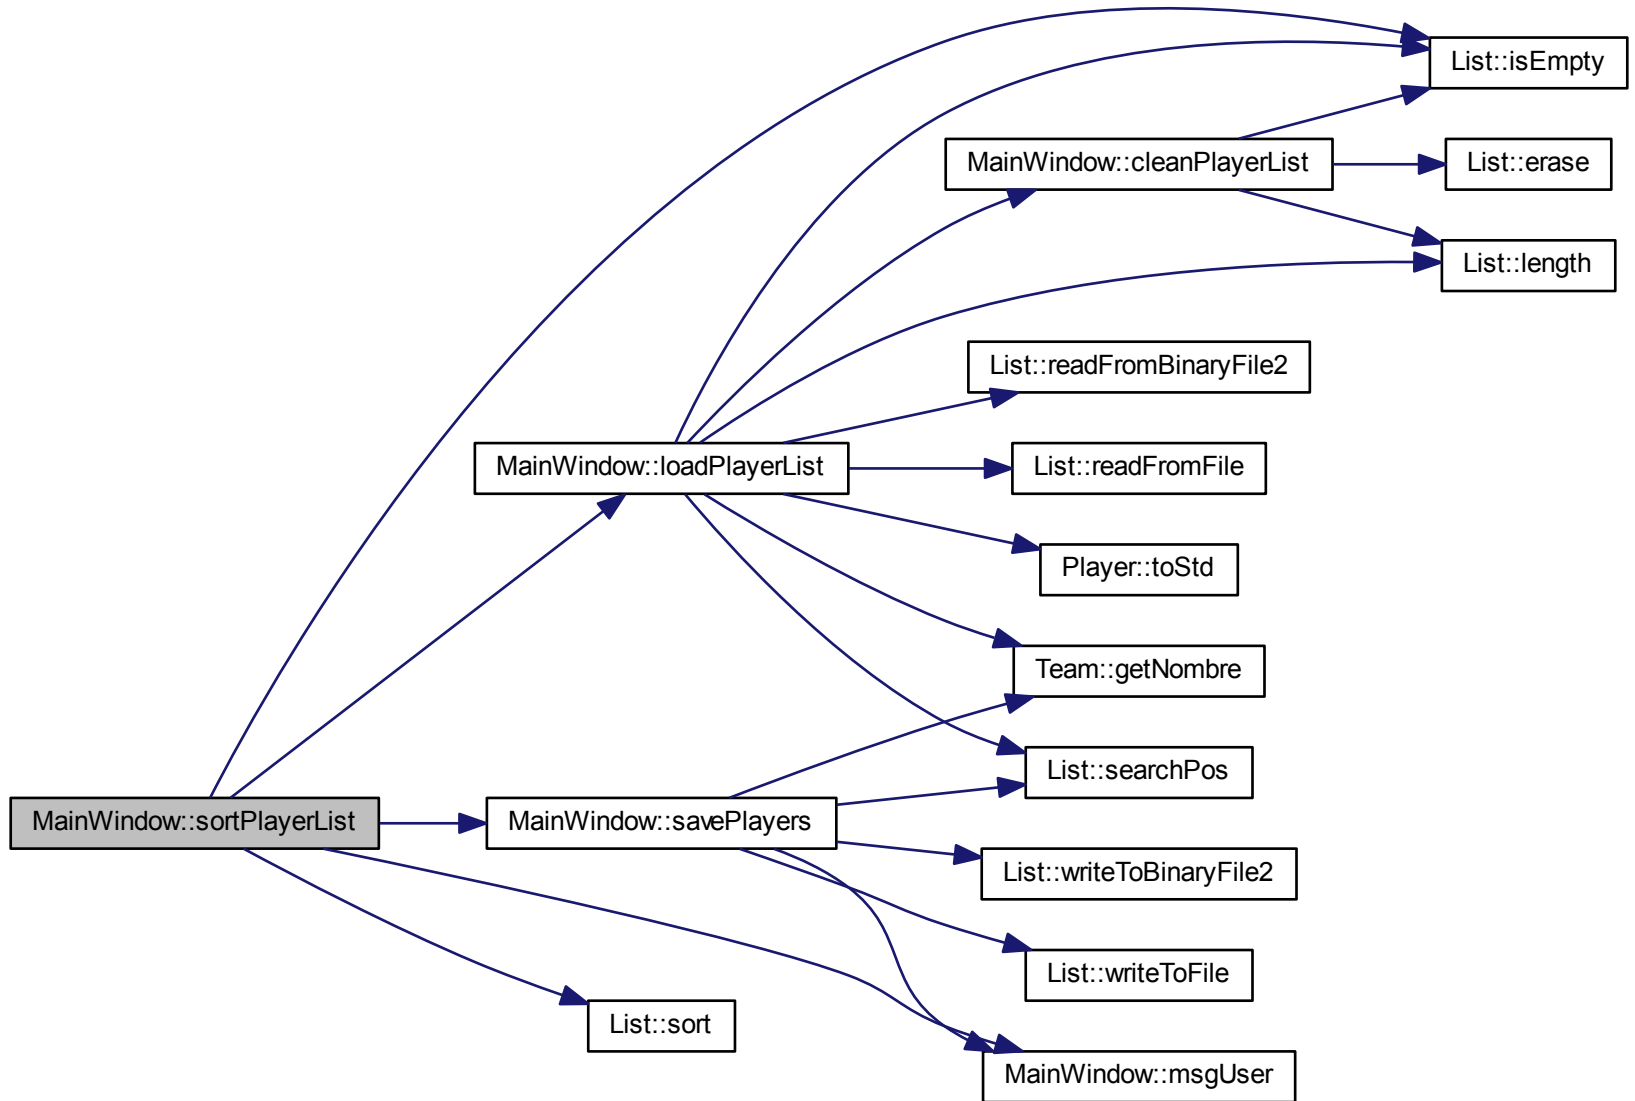 List::isEmpty
MainWindow::cleanPlayerList
List::erase
List::length
List::readFromBinaryFile2
MainWindow::loadPlayerList
List::readFromFile
Player::toStd
Team::getNombre
List::searchPos
MainWindow::sortPlayerList
MainWindow::savePlayers
List::writeToBinaryFile2
List::writeToFile
List::sort
MainWindow::msgUser